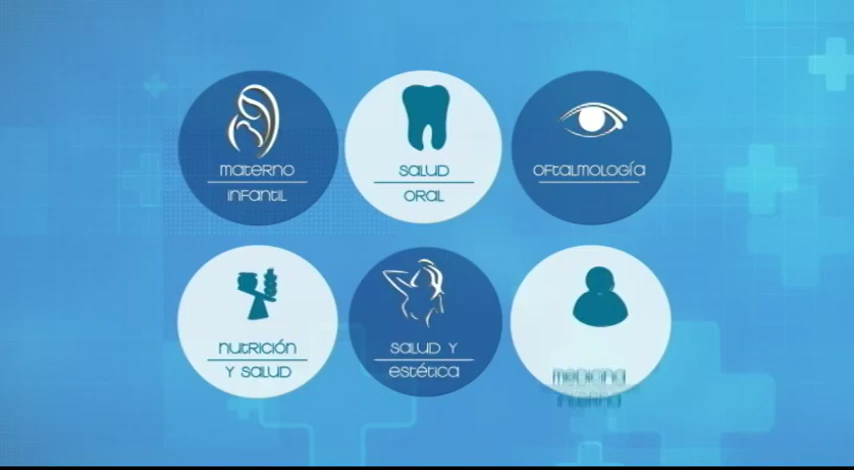 materno
infantil
salud
oral
oftalmología
nutrición
y salud
salud y
estética